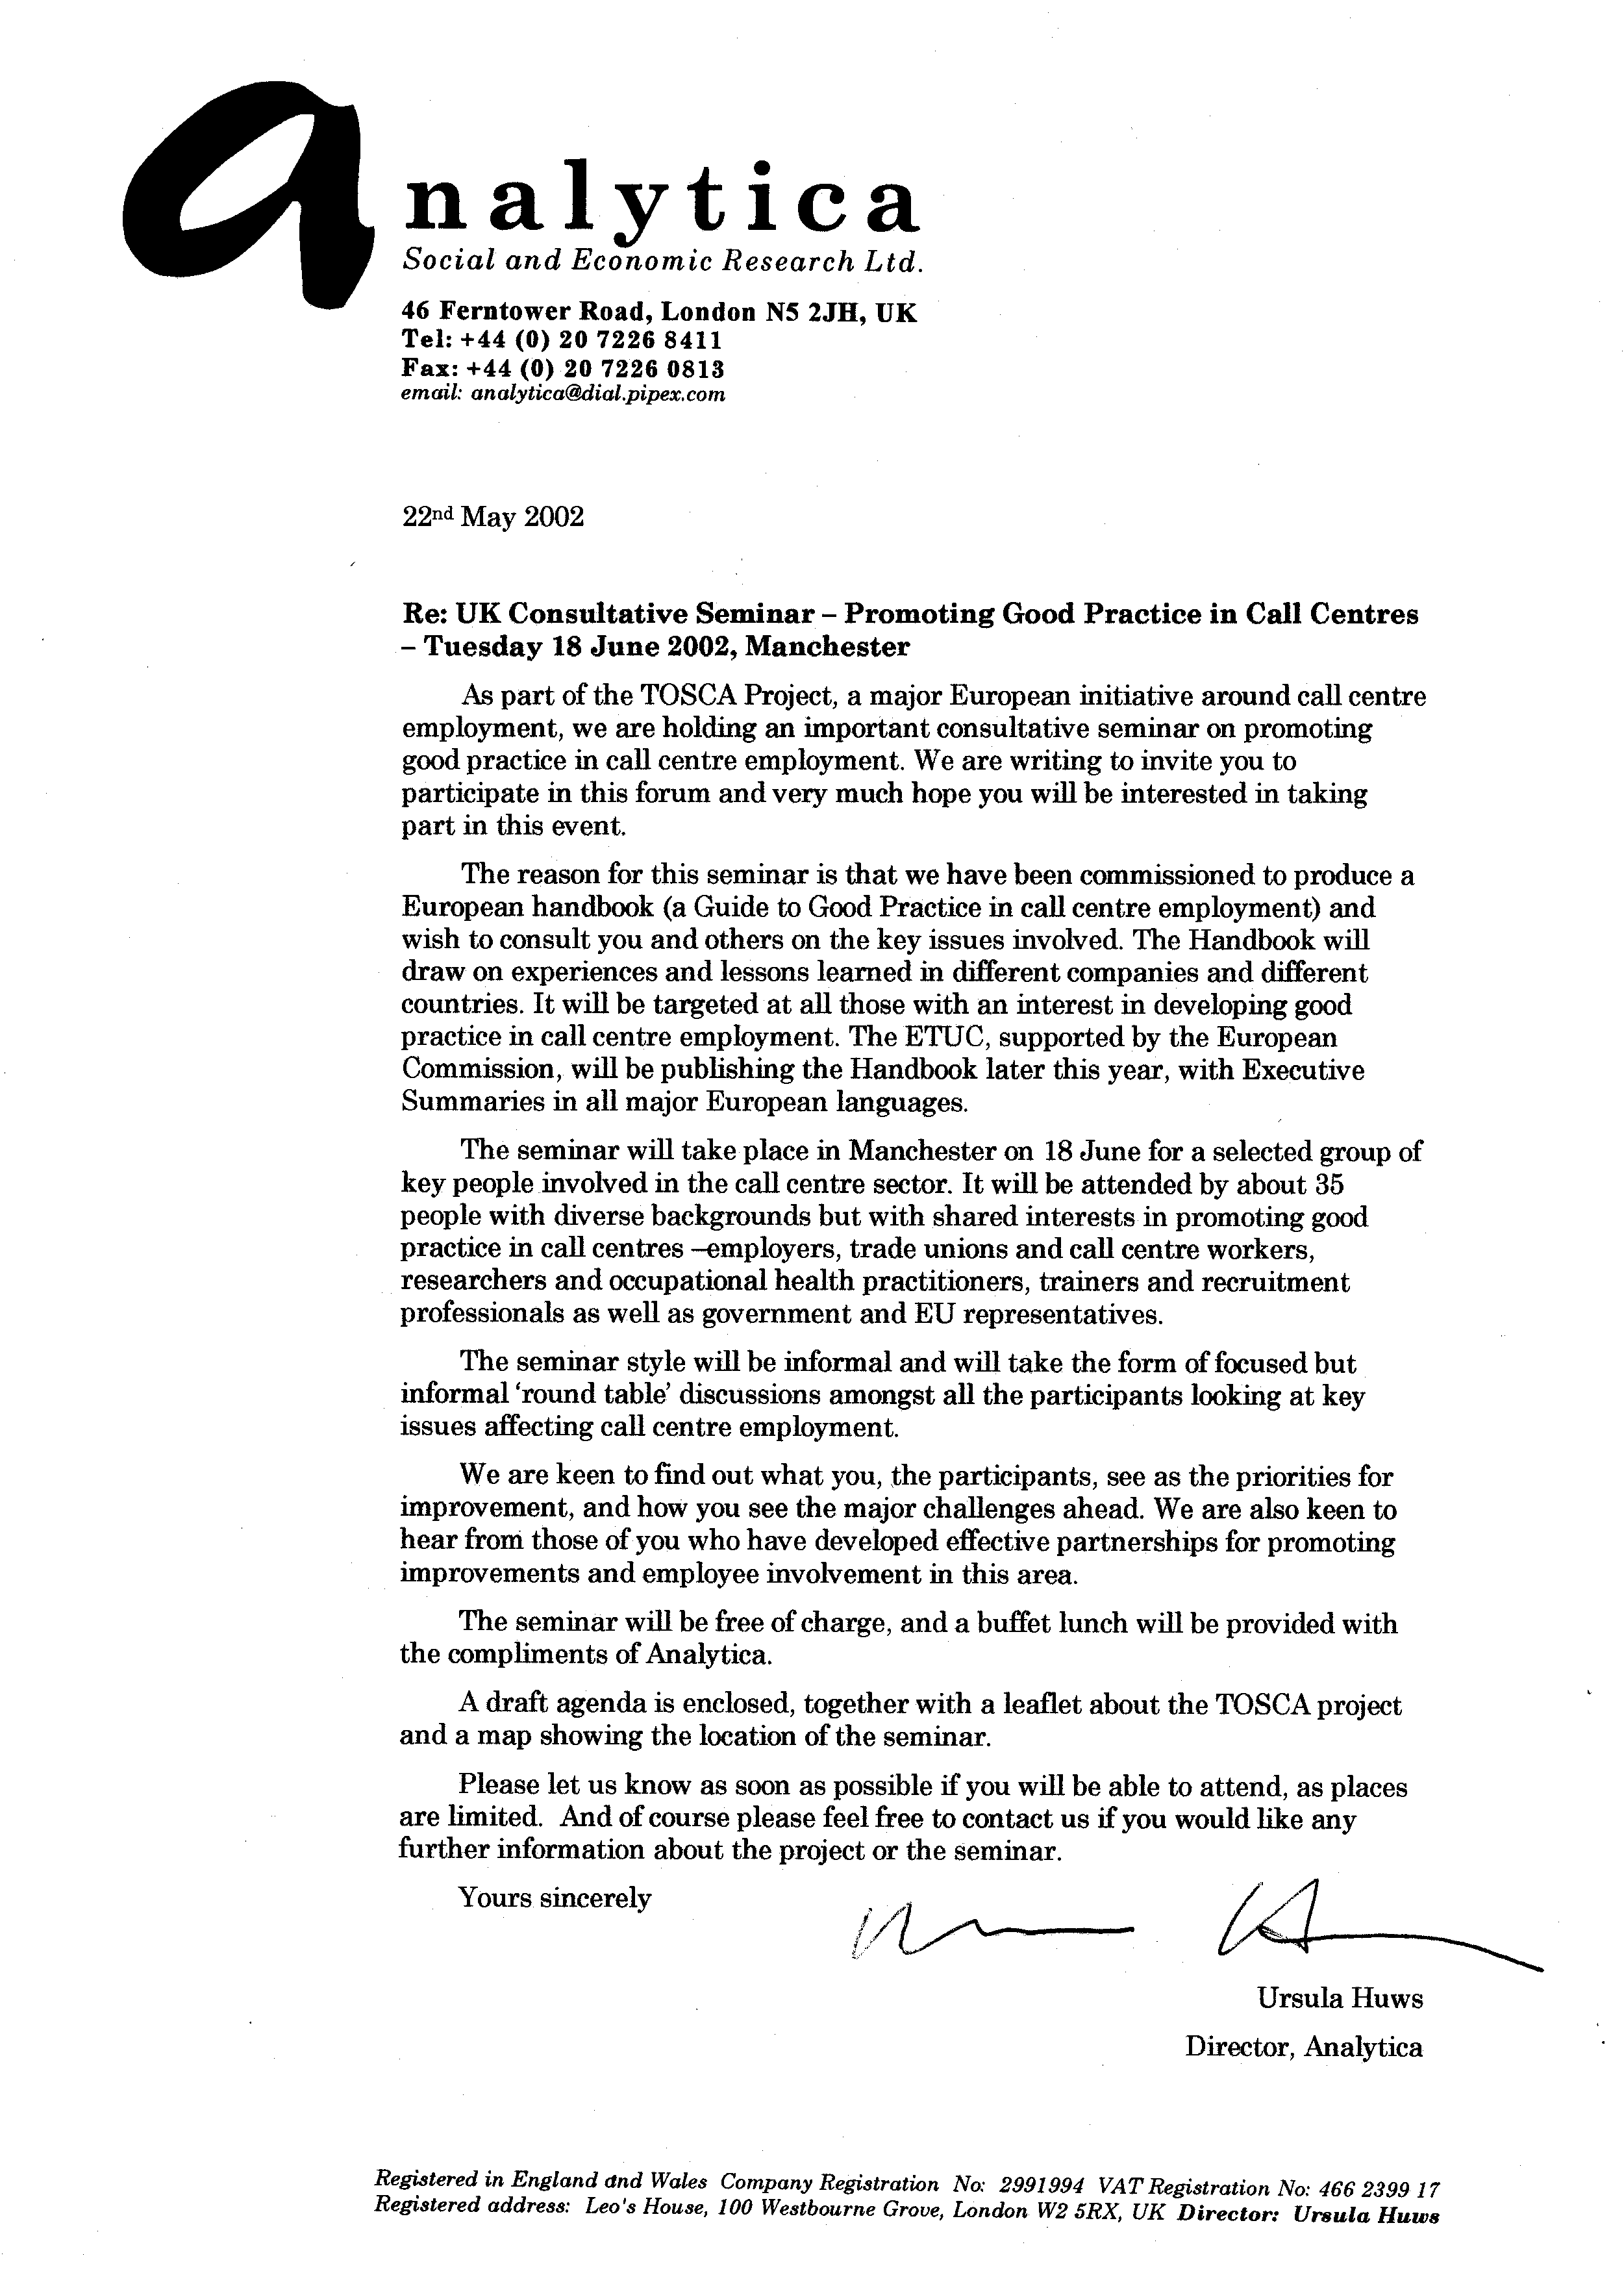 analytica
Social and Economic Research Ltd.
46 Ferntower Road, London N5 2JH, UK
Tel: +44 (0) 20 7226 8411
Fax: +44 (0) 20 7226 0813
email: analytica@dial.pipex.com
22nd May 2002
Re: UK Consultative Seminar – Promoting Good Practice in Call Centres
– Tuesday 18 June 2002, Manchester
As part of the TOSCA Project, a major European initiative around call centre
employment, we are holding an important consultative seminar on promoting
good practice in call centre employment. We are writing to invite you to
participate in this forum and very much hope you will be interested in taking
part in this event.
The reason for this seminar is that we have been commissioned to produce a
European handbook (a Guide to Good Practice in call centre employment) and
wish to consult you and others on the key issues involved. The Handbook will
draw on experiences and lessons learned in different companies and different
countries. It will be targeted at all those with an interest in developing good
practice in call centre employment. The ETUC, supported by the European
Commission, will be publishing the Handbook later this year, with Executive
Summaries in all major European languages.
The seminar will take place in Manchester on 18 June for a selected group of
key people involved in the call centre sector. It will be attended by about 35
people with diverse backgrounds but with shared interests in promoting good
practice in call centres –employers, trade unions and call centre workers,
researchers and occupational health practitioners, trainers and recruitment
professionals as well as government and EU representatives.
The seminar style will be informal and will take the form of focused but
informal ‘round table’ discussions amongst all the participants looking at key
issues affecting call centre employment.
We are keen to find out what you, the participants, see as the priorities for
improvement, and how you see the major challenges ahead. We are also keen to
hear from those of you who have developed effective partnerships for promoting
improvements and employee involvement in this area.
The seminar will be free of charge, and a buffet lunch will be provided with
the compliments of Analytica.
A draft agenda is enclosed, together with a leaflet about the TOSCA project
and a map showing the location of the seminar.
Please let us know as soon as possible if you will be able to attend, as places
are limited.  And of course please feel free to contact us if you would like any
further information about the project or the seminar.
Yours sincerely
Ursula Huws
Director, Analytica
Registered in England and Wales  Company Registration  No:  2991994  VAT Registration No: 466 2399 17
Registered address:  Leo's House, 100 Westbourne Grove, London W2 5RX, UK  Director:  Ursula Huws